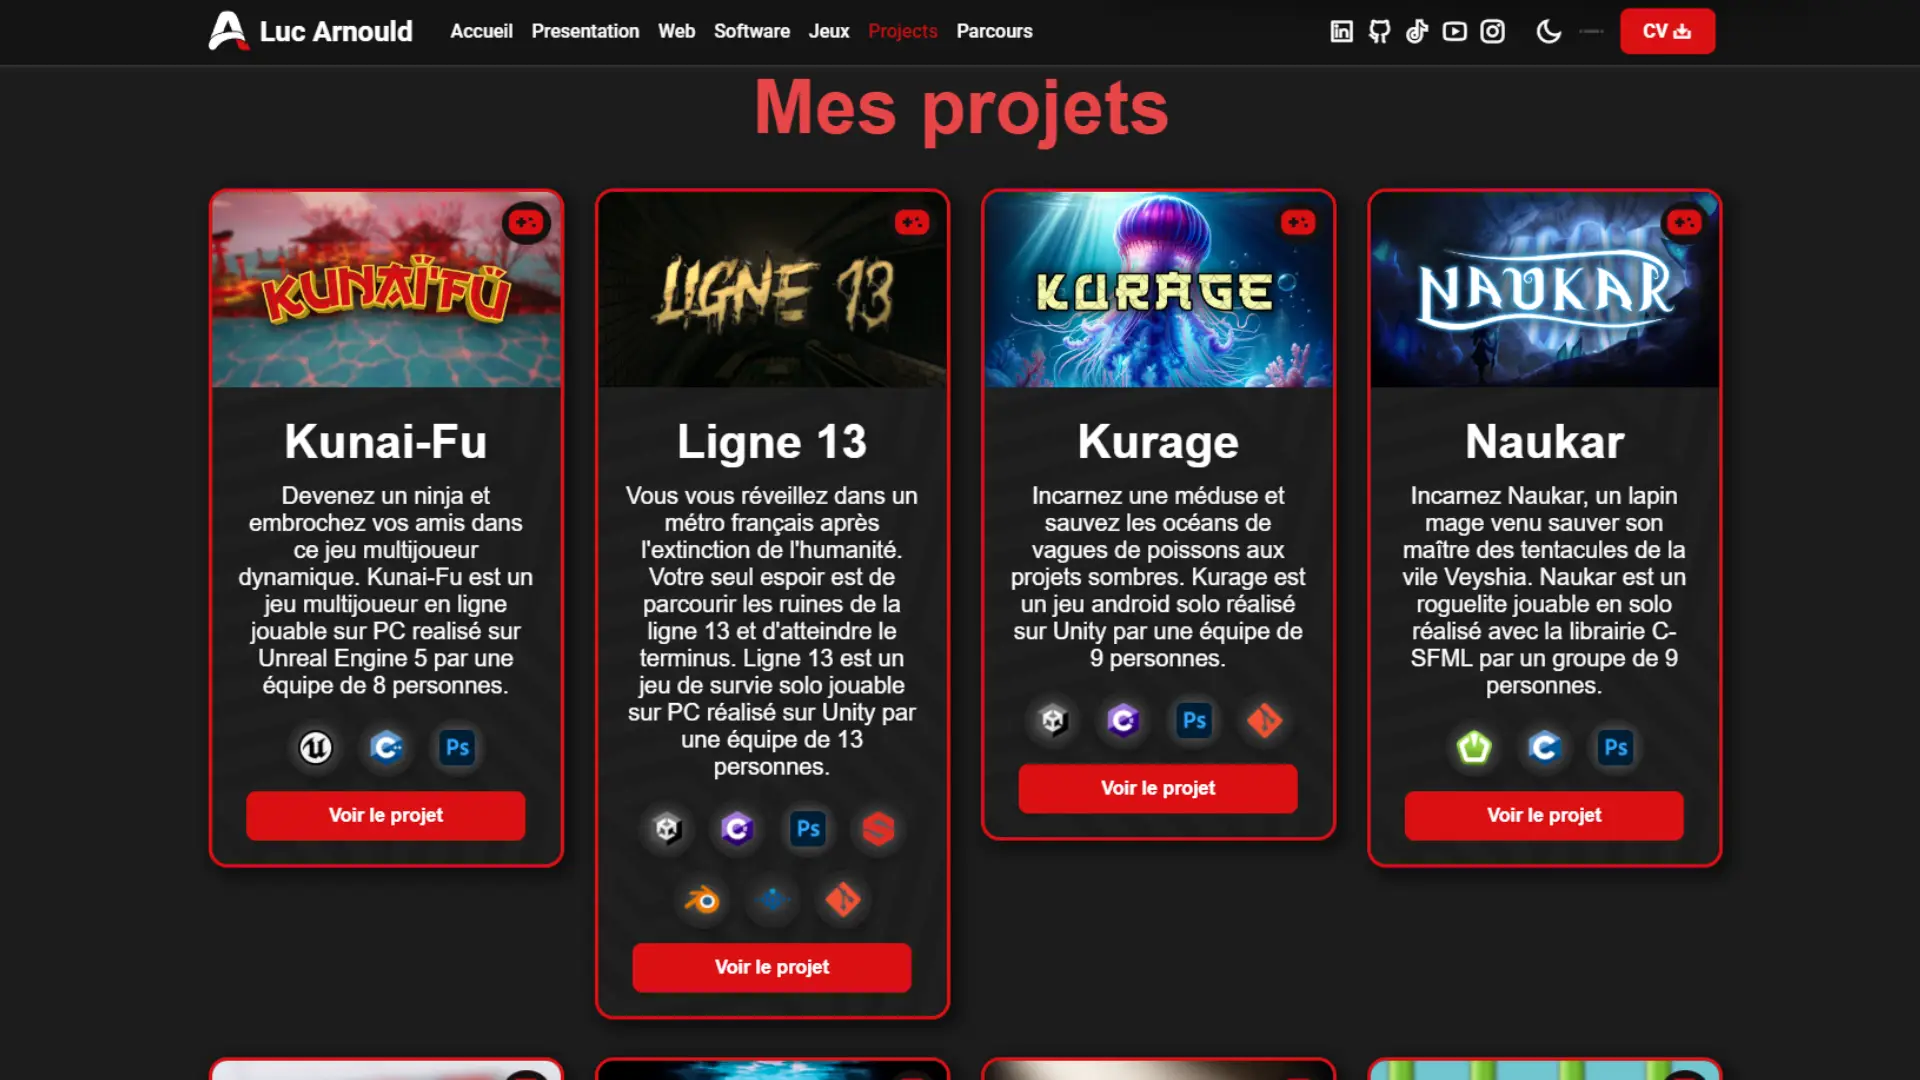 Luc Arnould
Accueil Presentation Web Software Jeux Projects Parcours
CV
Mes projets
KUNAÏ FÜ
Kunai-Fu
Devenez un ninja et
embrochez vos amis dans
ce jeu multijoueur
dynamique. Kunai-Fu est un
jeu multijoueur en ligne
jouable sur PC realisé sur
Unreal Engine 5 par une
équipe de 8 personnes.
Ps
Voir le projet
LIGNE 13
Ligne 13
Vous vous réveillez dans un
métro français après
l'extinction de l'humanité.
Votre seul espoir est de
parcourir les ruines de la
ligne 13 et d'atteindre le
terminus. Ligne 13 est un
jeu de survie solo jouable
sur PC réalisé sur Unity par
une équipe de 13
personnes.
Ps
Voir le projet
KURAGE
Kurage
Incarnez une méduse et
sauvez les océans de
vagues de poissons aux
projets sombres. Kurage est
un jeu android solo réalisé
sur Unity par une équipe de
9 personnes.
Ps
Voir le projet
NAUKAR
Naukar
Incarnez Naukar, un lapin
mage venu sauver son
maître des tentacules de la
vile Veyshia. Naukar est un
roguelite jouable en solo
réalisé avec la librairie C-
SFML par un groupe de 9
personnes.
Ps
Voir le projet